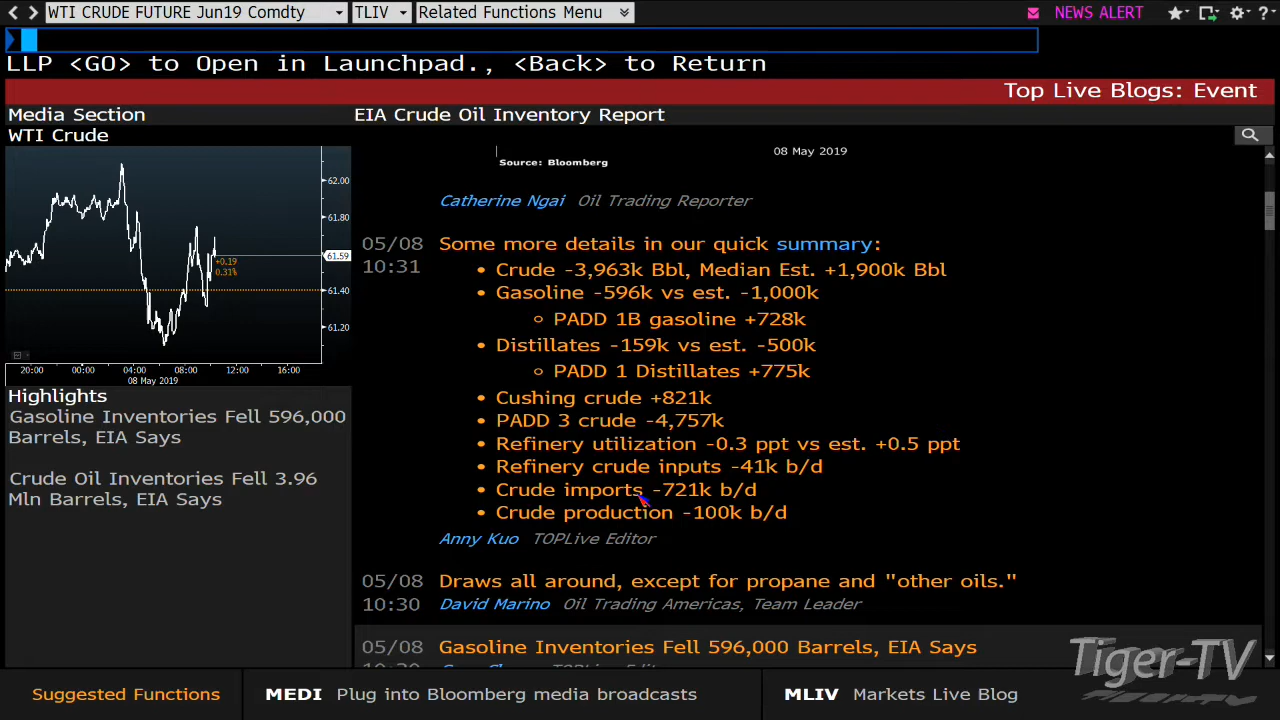 WTI CRUDE FUTURE Jun19 Comdty TLIV Related Functions Menu NEWS ALERT
LLP <GO> to Open in Launchpad., <Back> to Return
Top Live Blogs: Event
Media Section
EIA Crude Oil Inventory Report
WTI Crude
62.00
61.80
61.59
+0.19
0.31%
61.40
61.20
20:00 00:00 04:00 08:00 12:00 16:00
08 May 2019
Highlights
Gasoline Inventories Fell 596,000
Barrels, EIA Says
Crude Oil Inventories Fell 3.96
Mln Barrels, EIA Says
08 May 2019
Source: Bloomberg
Catherine Ngai Oil Trading Reporter
05/08 Some more details in our quick summary:
10:31
• Crude -3,963k Bbl, Median Est. +1,900k Bbl
• Gasoline -596k vs est. -1,000k
○ PADD 1B gasoline +728k
• Distillates -159k vs est. -500k
○ PADD 1 Distillates +775k
• Cushing crude +821k
• PADD 3 crude -4,757k
• Refinery utilization -0.3 ppt vs est. +0.5 ppt
• Refinery crude inputs -41k b/d
• Crude imports -721k b/d
• Crude production -100k b/d
Anny Kuo TOPLive Editor
05/08 Draws all around, except for propane and "other oils."
10:30 David Marino Oil Trading Americas, Team Leader
05/08 Gasoline Inventories Fell 596,000 Barrels, EIA Says
Tiger-TV
Suggested Functions MEDI Plug into Bloomberg media broadcasts MLIV Markets Live Blog